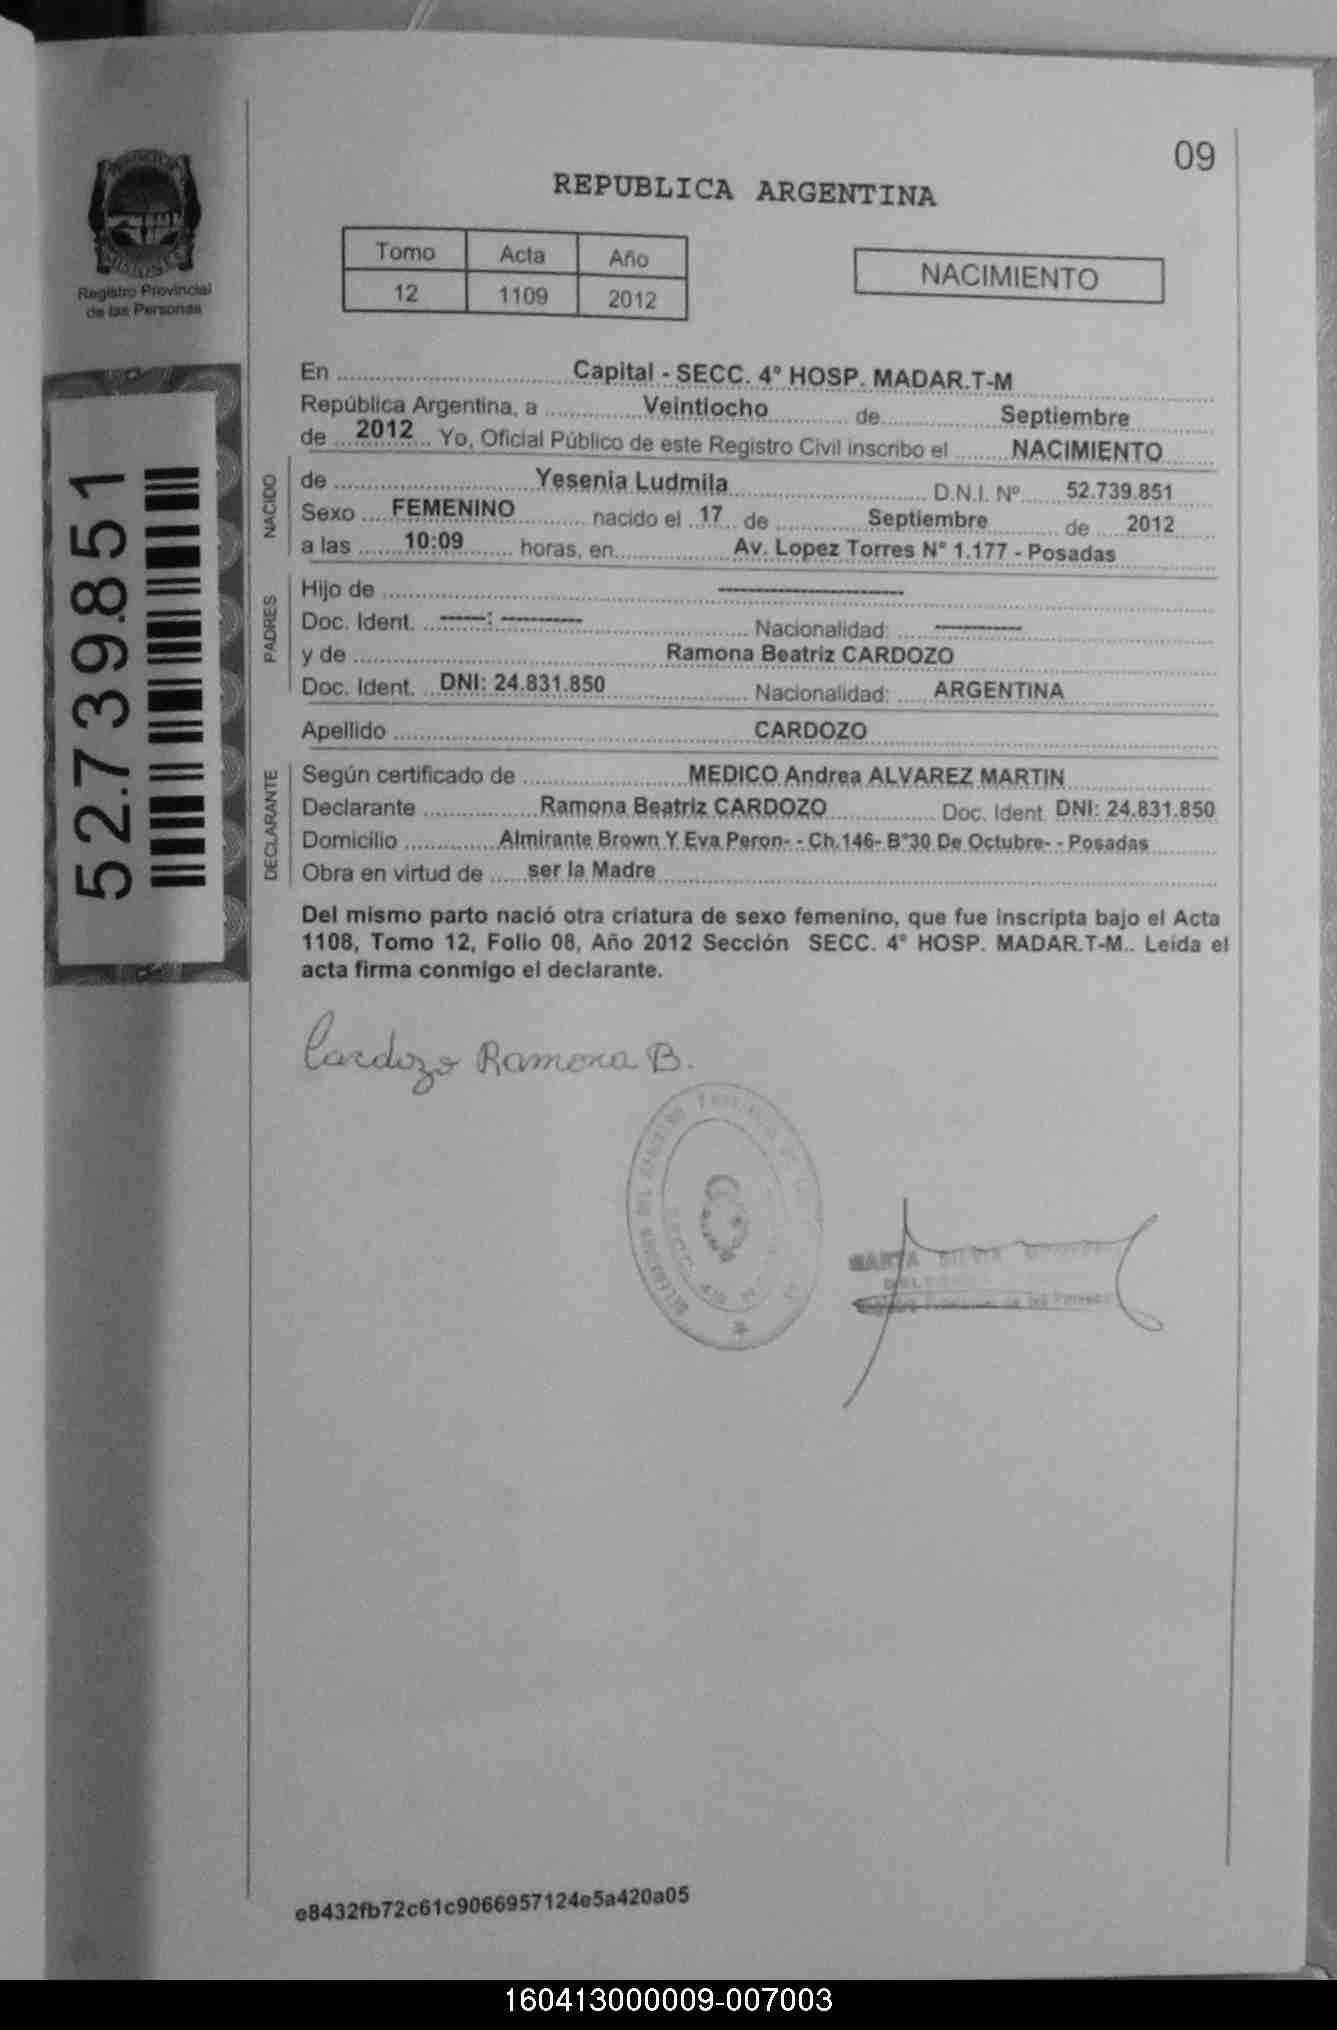 09
REPUBLICA ARGENTINA
MISIONES
Registro Provincial
de las Personas
Tomo Acta Año
12 1109 2012
NACIMIENTO
52.739.851
En Capital - SECC. 4º HOSP. MADAR.T-M
República Argentina, a Veintiocho de Septiembre
de 2012 Yo, Oficial Público de este Registro Civil inscribo el NACIMIENTO
NACIDO
de Yesenia Ludmila D.N.I. Nº 52.739.851
Sexo FEMENINO nacido el 17 de Septiembre de 2012
a las 10:09 horas, en Av. Lopez Torres N° 1.177 - Posadas
PADRES
Hijo de --------------------
Doc. Ident. -----: --------- Nacionalidad: ----------
y de Ramona Beatriz CARDOZO
Doc. Ident. DNI: 24.831.850 Nacionalidad: ARGENTINA
Apellido CARDOZO
DECLARANTE
Según certificado de MEDICO Andrea ALVAREZ MARTIN
Declarante Ramona Beatriz CARDOZO Doc. Ident. DNI: 24.831.850
Domicilio Almirante Brown Y Eva Peron- - Ch.146- B°30 De Octubre- - Posadas
Obra en virtud de ser la Madre
Del mismo parto nació otra criatura de sexo femenino, que fue inscripta bajo el Acta
1108, Tomo 12, Folio 08, Año 2012 Sección SECC. 4º HOSP. MADAR.T-M.. Leída el
acta firma conmigo el declarante.
Cardozo Ramona B.
MARTA SILVIA
e8432fb72c61c9066957124e5a420a05
160413000009-007003